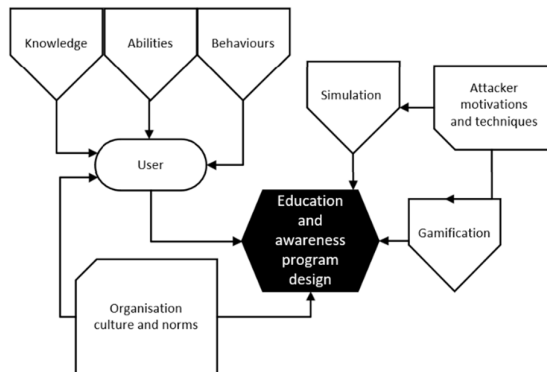 Knowledge
Abilities
Behaviours
Simulation
Attacker
motivations
and techniques
User
Education
and
awareness
program
design
Gamification
Organisation
culture and norms